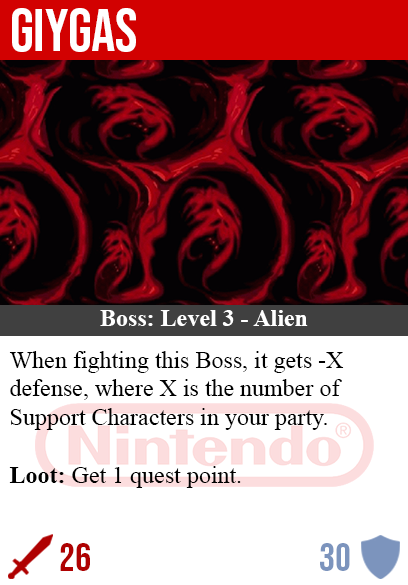 GIYGAS
Boss: Level 3 - Alien
When fighting this Boss, it gets -X
defense, where X is the number of
Support Characters in your party.
Nintendo®
Loot: Get 1 quest point.
26
30